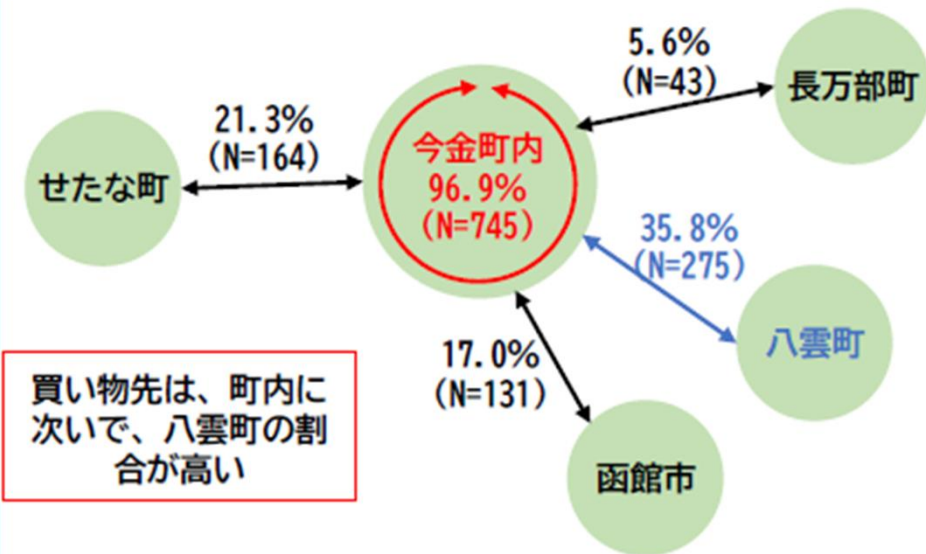 5.6%
(N=43)
長万部町
21.3%
(N=164)
せたな町
今金町内
96.9%
(N=745)
35.8%
(N=275)
八雲町
17.0%
(N=131)
函館市
買い物先は、町内に
次いで、八雲町の割
合が高い